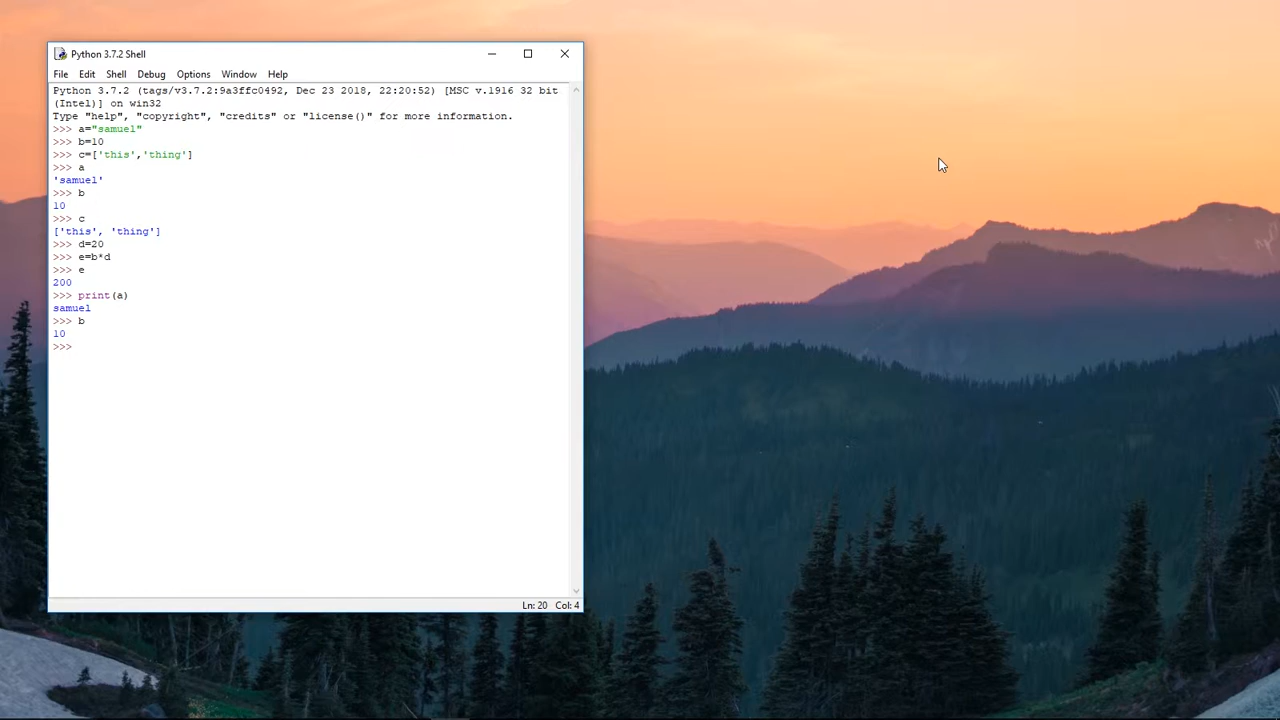 Python 3.7.2 Shell
File Edit Shell Debug Options Window Help
Python 3.7.2 (tags/v3.7.2:9a3ffc0492, Dec 23 2018, 22:20:52) [MSC v.1916 32 bit
(Intel)] on win32
Type "help", "copyright", "credits" or "license()" for more information.
>>> a="samuel"
>>> b=10
>>> c=['this','thing']
>>> a
'samuel'
>>> b
10
>>> c
['this', 'thing']
>>> d=20
>>> e=b*d
>>> e
200
>>> print(a)
samuel
>>> b
10
>>>
Ln: 20 Col: 4